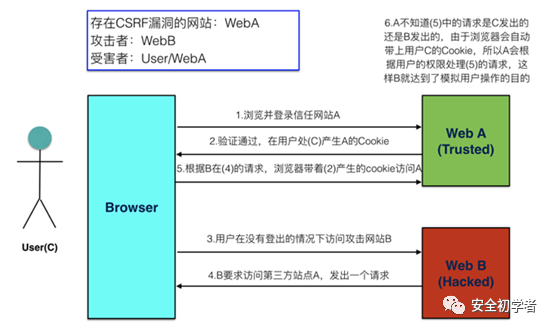 存在CSRF漏洞的网站：WebA
攻击者：WebB
受害者：User/WebA
6.A不知道(5)中的请求是C发出的
还是B发出的，由于浏览器会自动
带上用户C的Cookie，所以A会根
据用户的权限处理(5)的请求，这
样B就达到了模拟用户操作的目的
1.浏览并登录信任网站A
2.验证通过，在用户处(C)产生A的Cookie
5.根据B在(4)的请求，浏览器带着(2)产生的cookie访问A
Web A
(Trusted)
Browser
User(C)
3.用户在没有登出的情况下访问攻击网站B
4.B要求访问第三方站点A，发出一个请求
Web B
(Hacked)
安全初学者